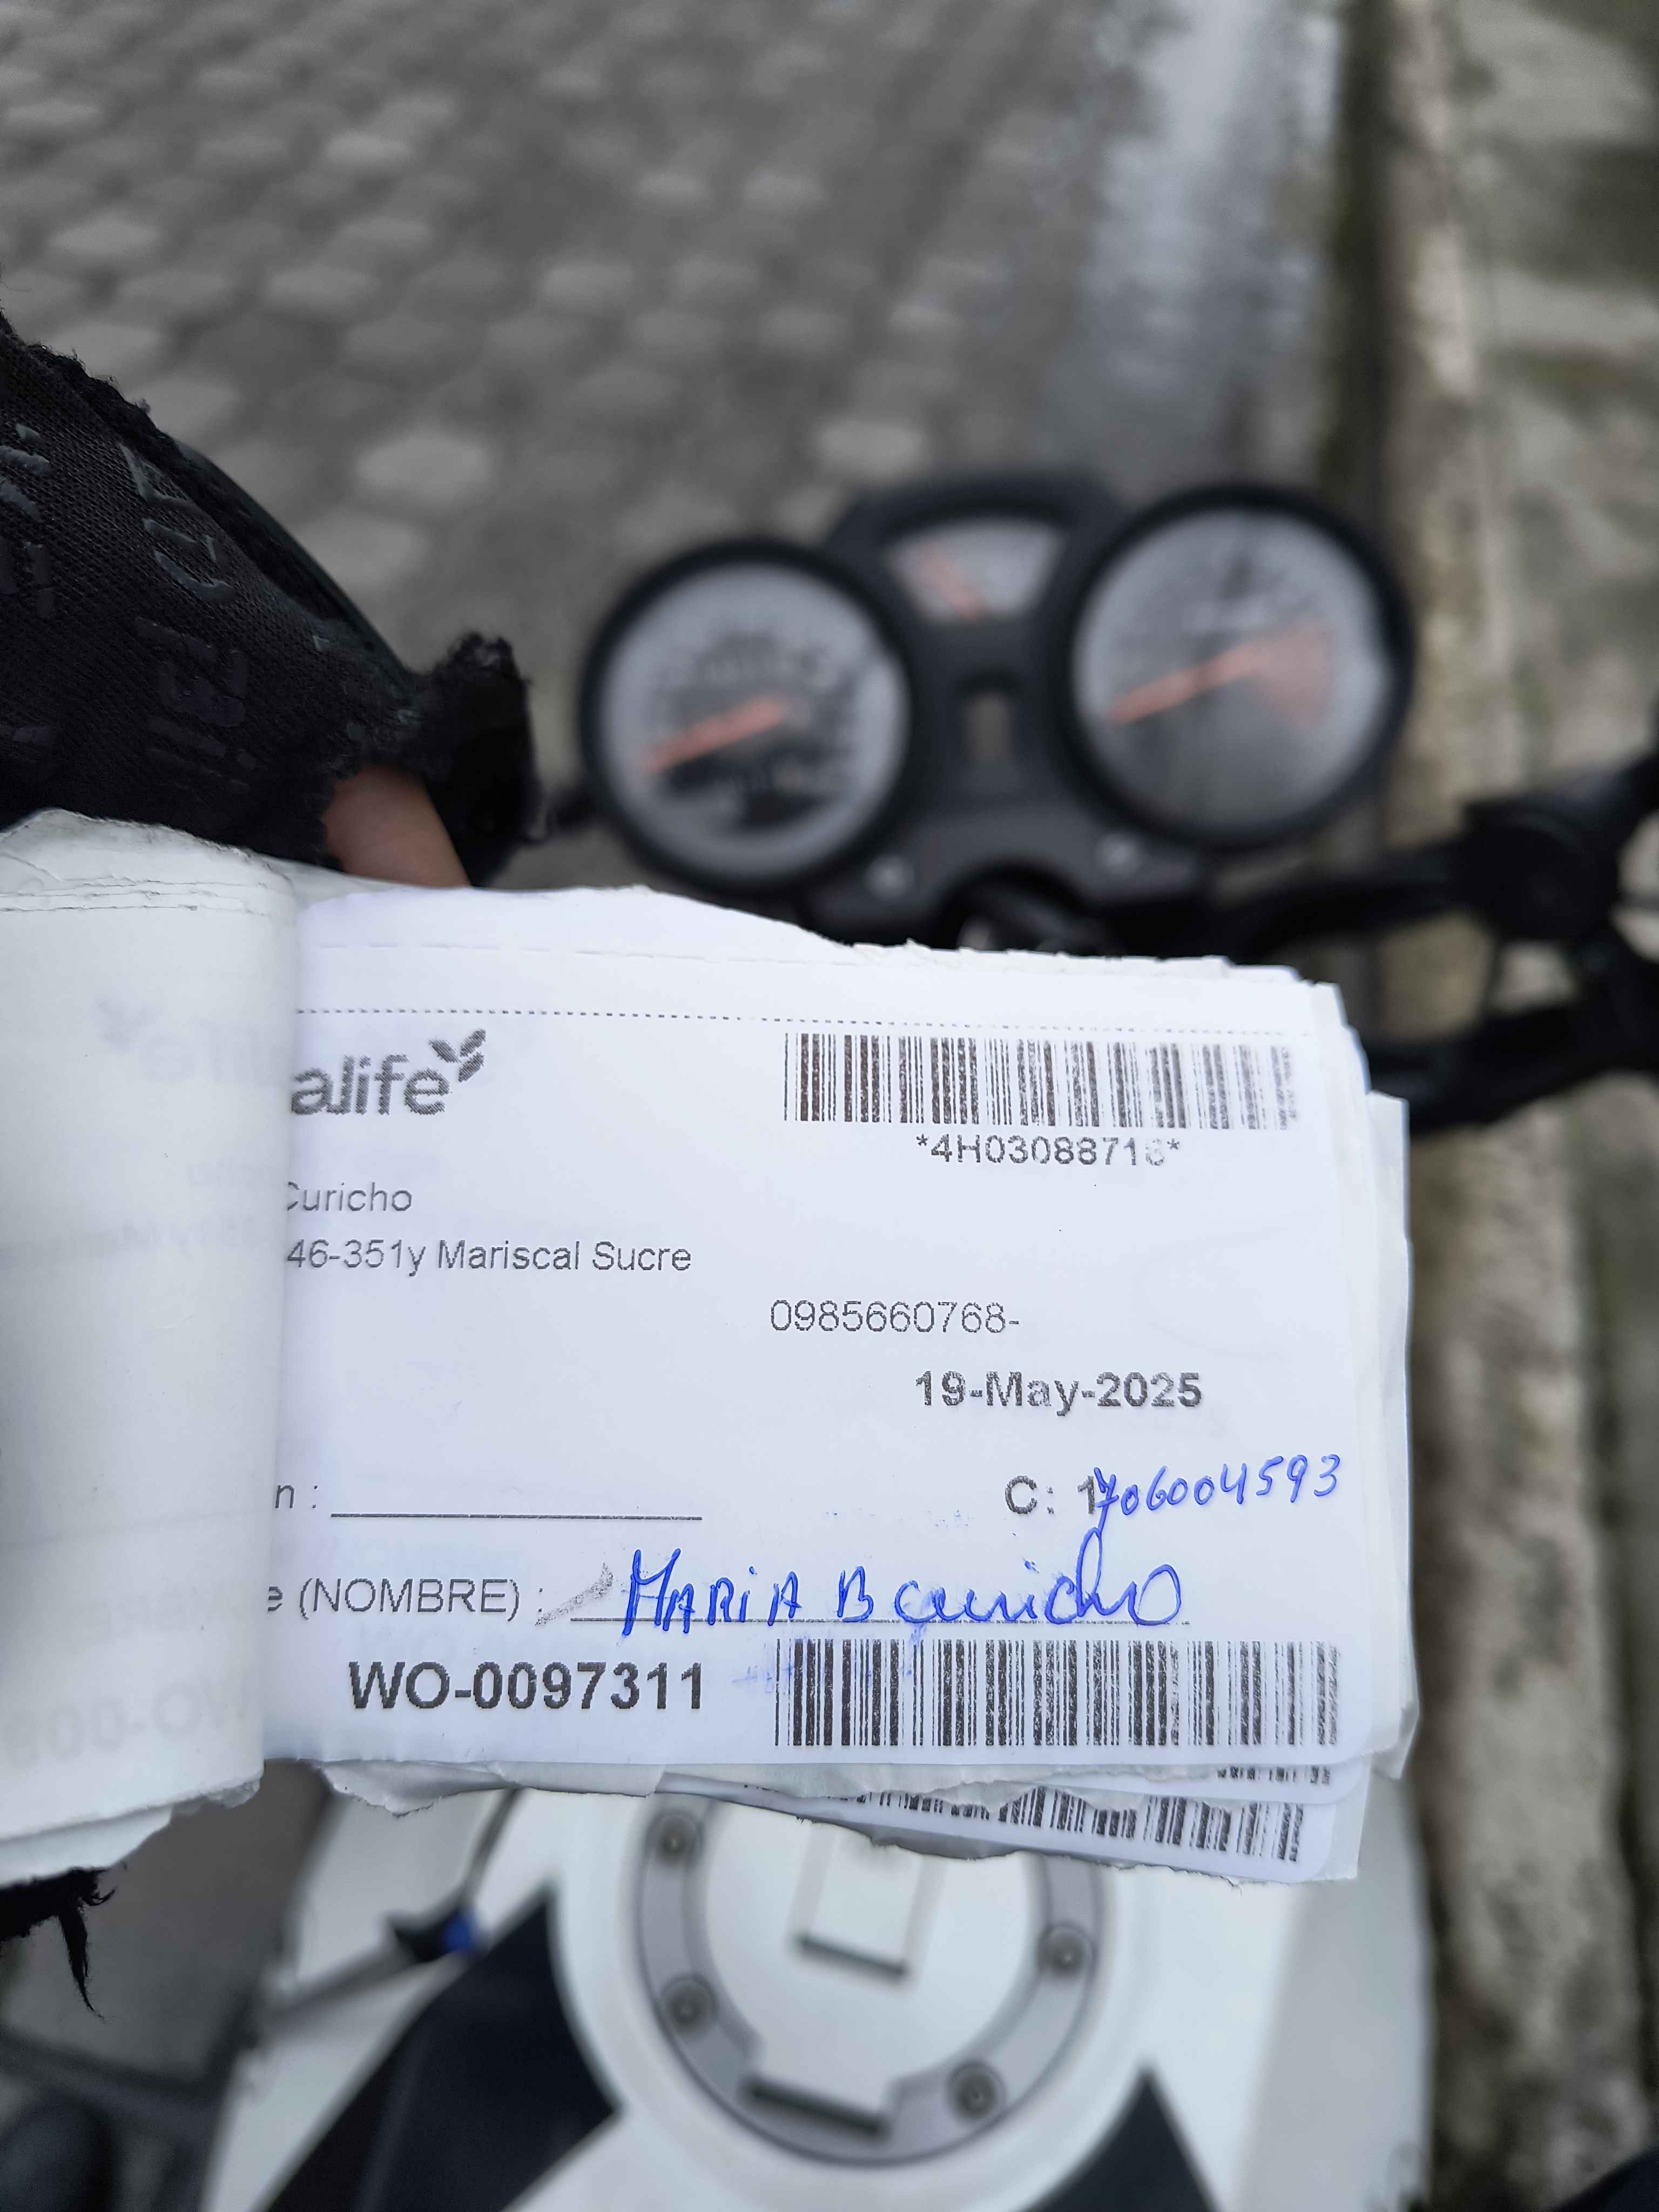 alife
*4H03088713*
Curicho
46-351y Mariscal Sucre
0985660768-
19-May-2025
n : C: 1706004593
e (NOMBRE) : MARiA B Curicho
WO-0097311